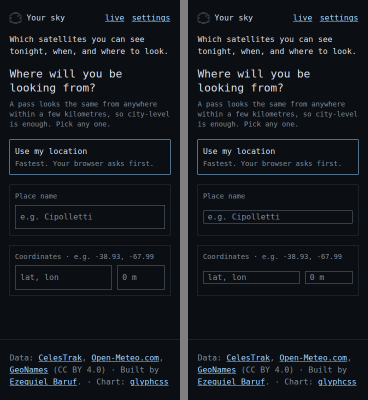 Your sky live settings
Which satellites you can see
tonight, when, and where to look.
Where will you be
looking from?
A pass looks the same from anywhere
within a few kilometres, so city-level
is enough. Pick any one.
Use my location
Fastest. Your browser asks first.
Place name
e.g. Cipolletti
Coordinates · e.g. -38.93, -67.99
lat, lon 0 m
Data: CelesTrak, Open-Meteo.com,
GeoNames (CC BY 4.0) · Built by
Ezequiel Baruf. · Chart: glyphcss
Your sky live settings
Which satellites you can see
tonight, when, and where to look.
Where will you be
looking from?
A pass looks the same from anywhere
within a few kilometres, so city-level
is enough. Pick any one.
Use my location
Fastest. Your browser asks first.
Place name
e.g. Cipolletti
Coordinates · e.g. -38.93, -67.99
lat, lon 0 m
Data: CelesTrak, Open-Meteo.com,
GeoNames (CC BY 4.0) · Built by
Ezequiel Baruf. · Chart: glyphcss